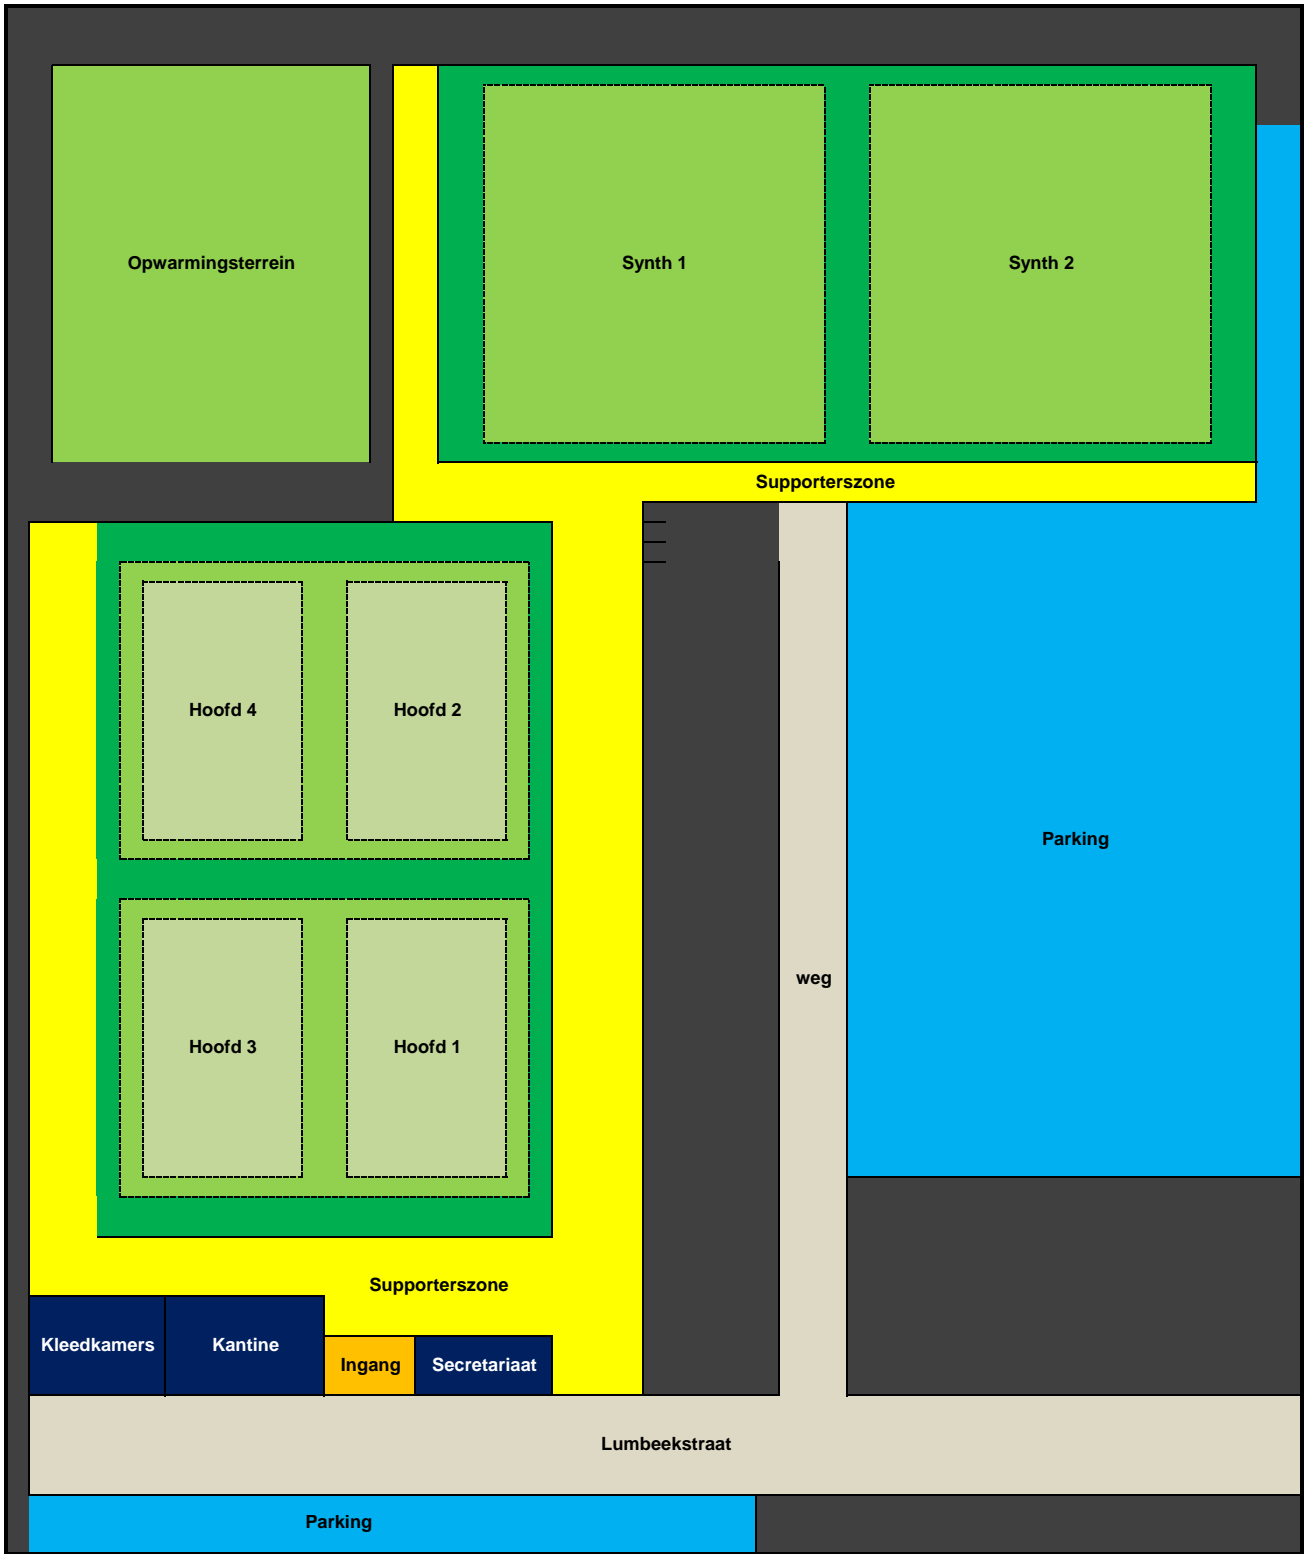 Opwarmingsterrein
Synth 1
Synth 2
Supporterszone
Hoofd 4
Hoofd 2
Parking
weg
Hoofd 3
Hoofd 1
Supporterszone
Kleedkamers
Kantine
Ingang
Secretariaat
Lumbeekstraat
Parking